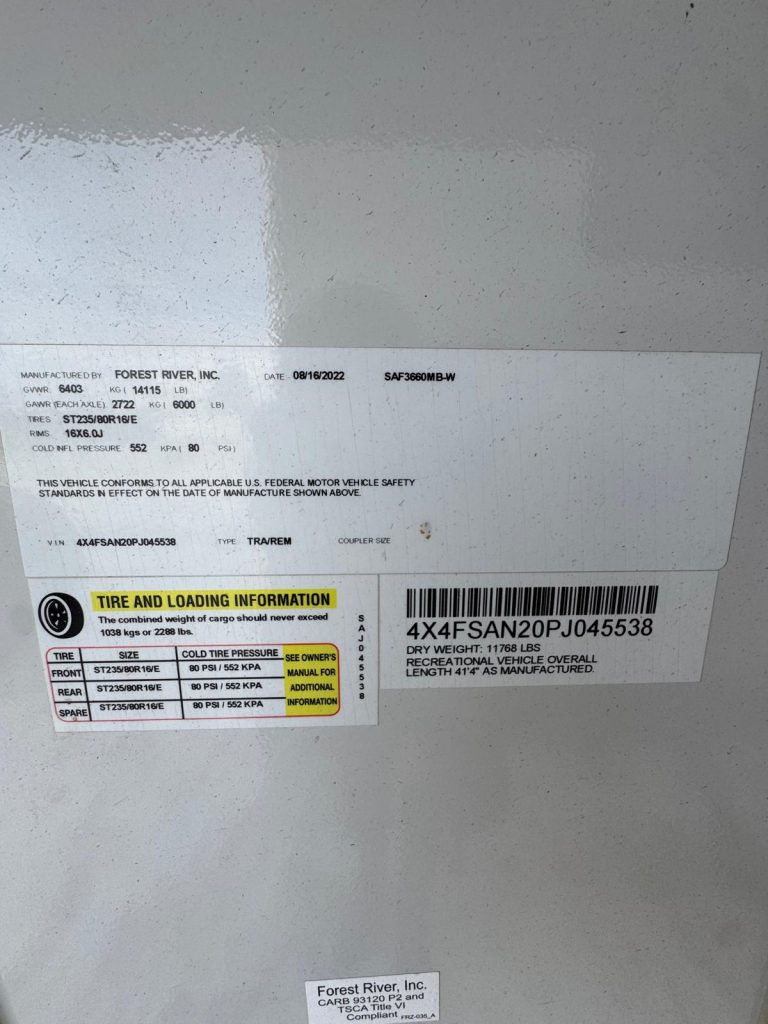 MANUFACTURED BY FOREST RIVER, INC. DATE 08/16/2022 SAF3660MB-W
GVWR 6403 KG ( 14115 LB)
GAWR (EACH AXLE) 2722 KG ( 6000 LB)
TIRES ST235/80R16/E
RIMS 16X6.0J
COLD INFL PRESSURE 552 KPA ( 80 PSI)
THIS VEHICLE CONFORMS TO ALL APPLICABLE U.S. FEDERAL MOTOR VEHICLE SAFETY
STANDARDS IN EFFECT ON THE DATE OF MANUFACTURE SHOWN ABOVE.
V.I.N. 4X4FSAN20PJ045538 TYPE TRA/REM COUPLER SIZE
TIRE AND LOADING INFORMATION
The combined weight of cargo should never exceed
1038 kgs or 2288 lbs.
TIRE SIZE COLD TIRE PRESSURE
FRONT ST235/80R16/E 80 PSI / 552 KPA
REAR ST235/80R16/E 80 PSI / 552 KPA
SPARE ST235/80R16/E 80 PSI / 552 KPA
SEE OWNER'S
MANUAL FOR
ADDITIONAL
INFORMATION
SAJ045538
4X4FSAN20PJ045538
DRY WEIGHT: 11768 LBS
RECREATIONAL VEHICLE OVERALL
LENGTH 41'4" AS MANUFACTURED.
Forest River, Inc.
CARB 93120 P2 and
TSCA Title VI
Compliant FRZ-035_A